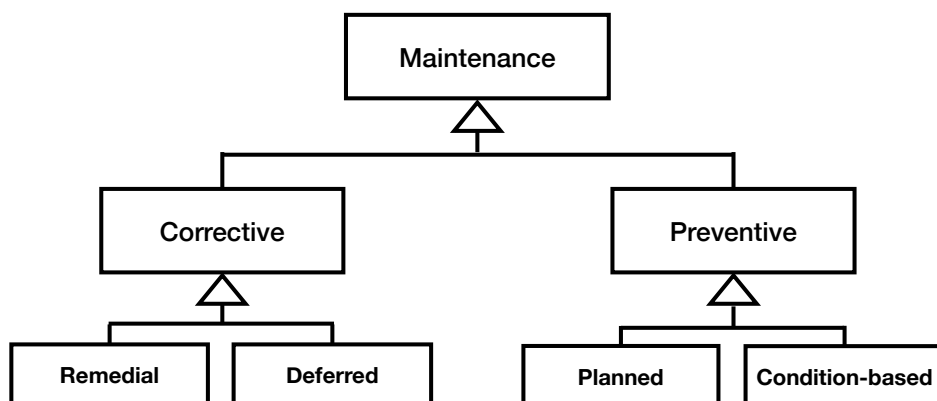 Maintenance
Corrective
Preventive
Remedial
Deferred
Planned
Condition-based